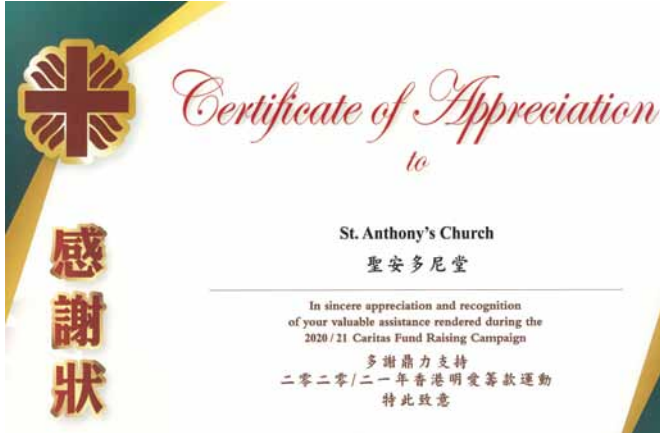 Certificate of Appreciation
to
感謝狀
St. Anthony's Church
聖安多尼堂
In sincere appreciation and recognition
of your valuable assistance rendered during the
2020 / 21 Caritas Fund Raising Campaign
多謝鼎力支持
二零二零/二一年香港明愛籌款運動
特此致意